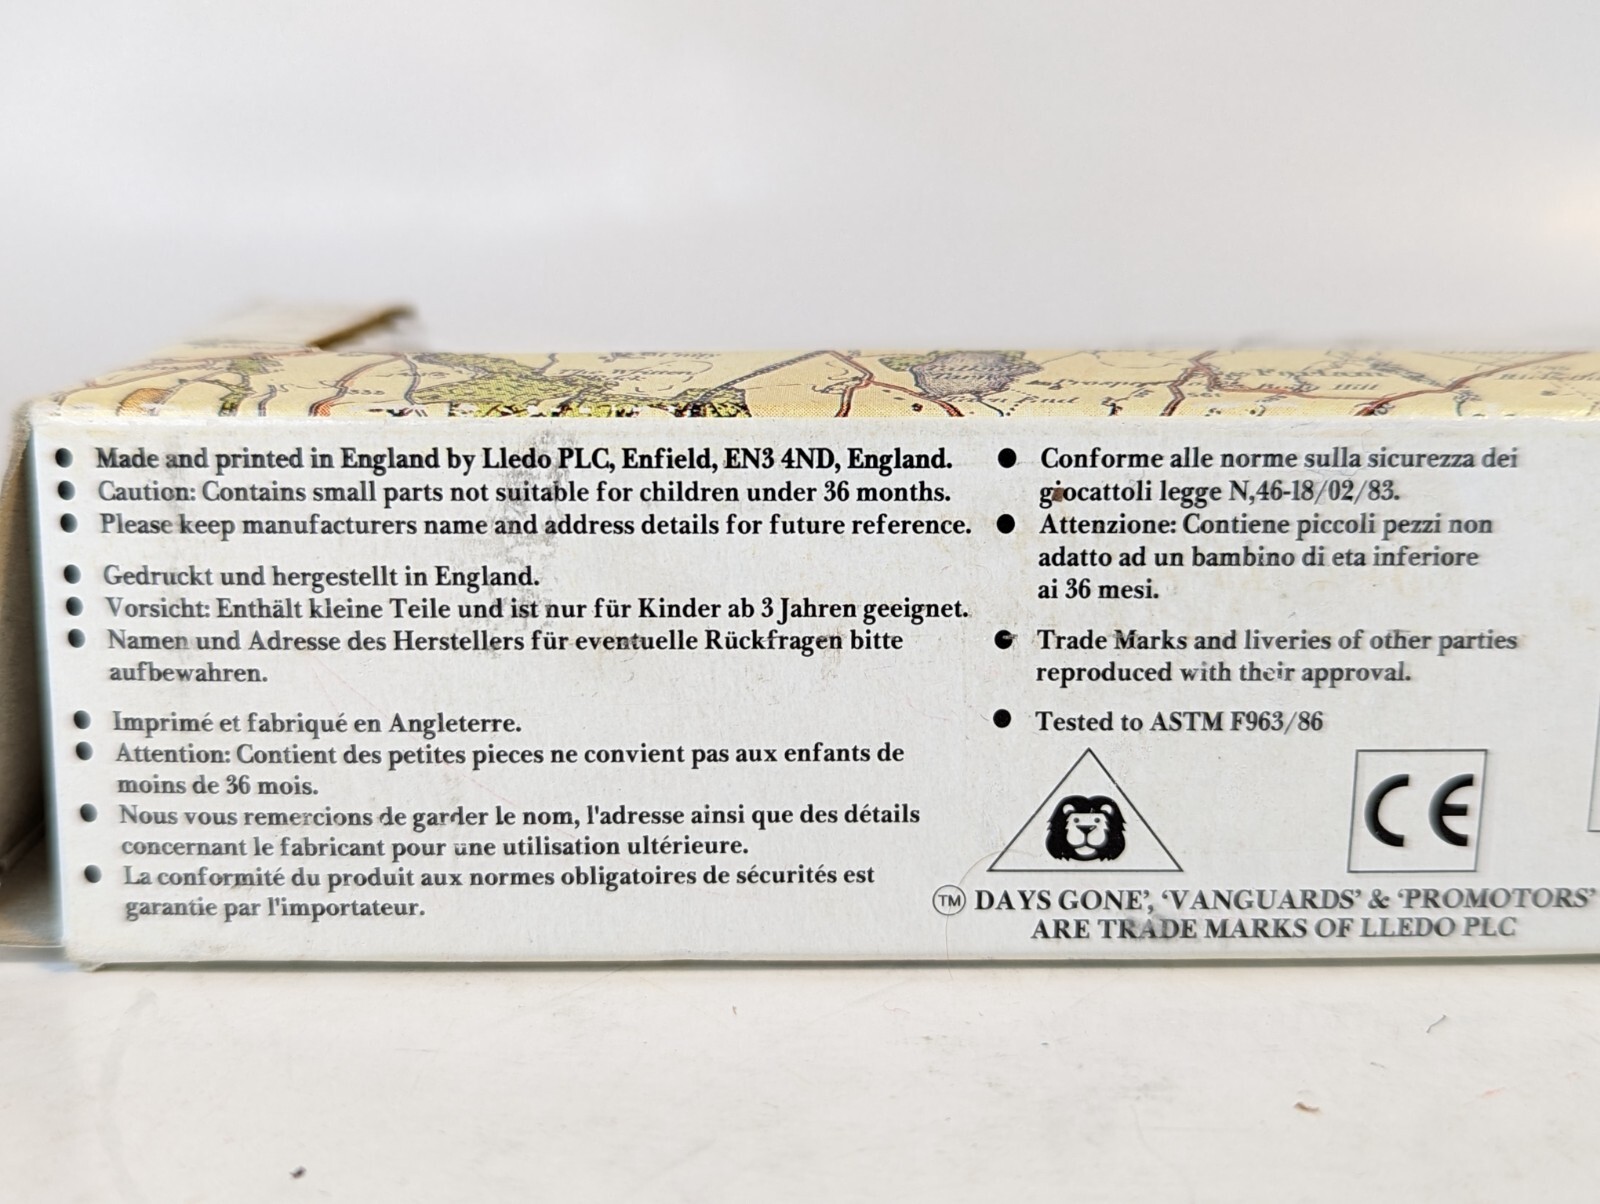 ● Made and printed in England by Lledo PLC, Enfield, EN3 4ND, England.
● Caution: Contains small parts not suitable for children under 36 months.
● Please keep manufacturers name and address details for future reference.
● Gedruckt und hergestellt in England.
● Vorsicht: Enthält kleine Teile und ist nur für Kinder ab 3 Jahren geeignet.
● Namen und Adresse des Herstellers für eventuelle Rückfragen bitte
aufbewahren.
● Imprimé et fabriqué en Angleterre.
● Attention: Contient des petites pieces ne convient pas aux enfants de
moins de 36 mois.
● Nous vous remercions de garder le nom, l'adresse ainsi que des détails
concernant le fabricant pour une utilisation ultérieure.
● La conformité du produit aux normes obligatoires de sécurités est
garantie par l'importateur.
● Conforme alle norme sulla sicurezza dei
giocattoli legge N,46-18/02/83.
● Attenzione: Contiene piccoli pezzi non
adatto ad un bambino di eta inferiore
ai 36 mesi.
● Trade Marks and liveries of other parties
reproduced with their approval.
● Tested to ASTM F963/86
CE
TM DAYS GONE', 'VANGUARDS' & 'PROMOTORS'
ARE TRADE MARKS OF LLEDO PLC